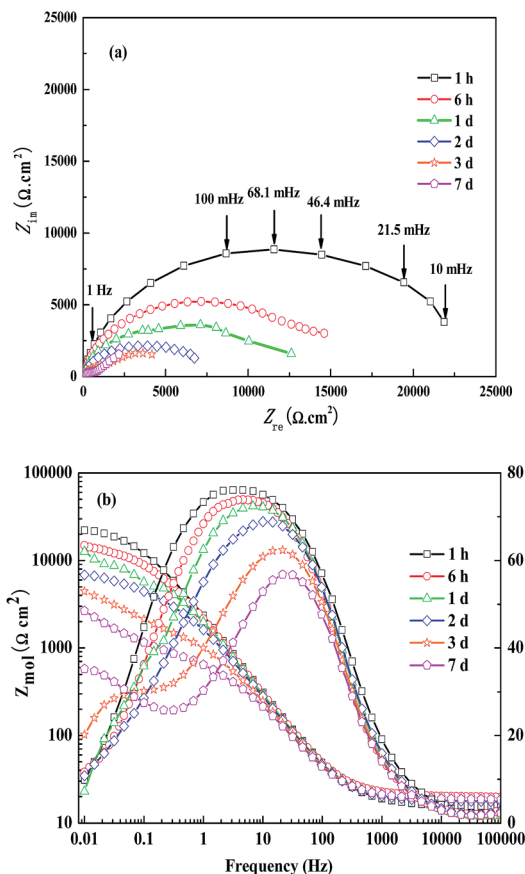 25000
20000
15000
10000
5000
0
Zim(Ω.cm2)
(a)
1 h
6 h
1 d
2 d
3 d
7 d
1 Hz
100 mHz
68.1 mHz
46.4 mHz
21.5 mHz
10 mHz
0 5000 10000 15000 20000 25000
Zre(Ω.cm2)
100000
10000
1000
100
10
Zmol(Ω cm2)
(b)
1 h
6 h
1 d
2 d
3 d
7 d
80
60
40
20
0
0.01 0.1 1 10 100 1000 10000 100000
Frequency (Hz)